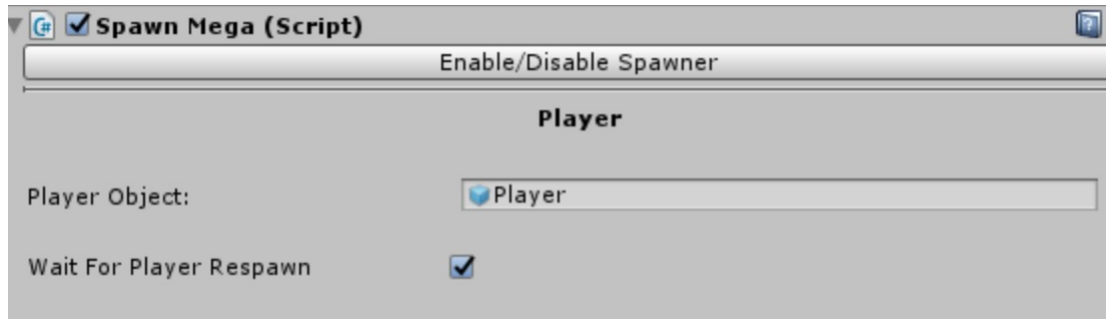 Spawn Mega (Script)
Enable/Disable Spawner
Player
Player Object: Player
Wait For Player Respawn